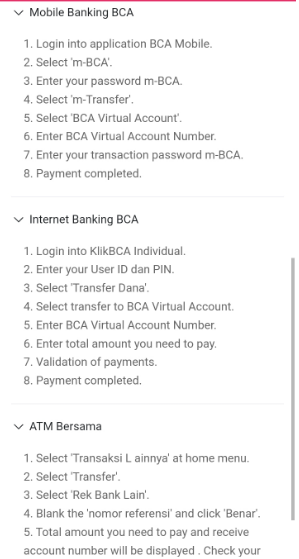 Mobile Banking BCA
1. Login into application BCA Mobile.
2. Select 'm-BCA'.
3. Enter your password m-BCA.
4. Select 'm-Transfer'.
5. Select 'BCA Virtual Account'.
6. Enter BCA Virtual Account Number.
7. Enter your transaction password m-BCA.
8. Payment completed.
Internet Banking BCA
1. Login into KlikBCA Individual.
2. Enter your User ID dan PIN.
3. Select 'Transfer Dana'.
4. Select transfer to BCA Virtual Account.
5. Enter BCA Virtual Account Number.
6. Enter total amount you need to pay.
7. Validation of payments.
8. Payment completed.
ATM Bersama
1. Select 'Transaksi L ainnya' at home menu.
2. Select 'Transfer'.
3. Select 'Rek Bank Lain'.
4. Blank the 'nomor referensi' and click 'Benar'.
5. Total amount you need to pay and receive
account number will be displayed . Check your